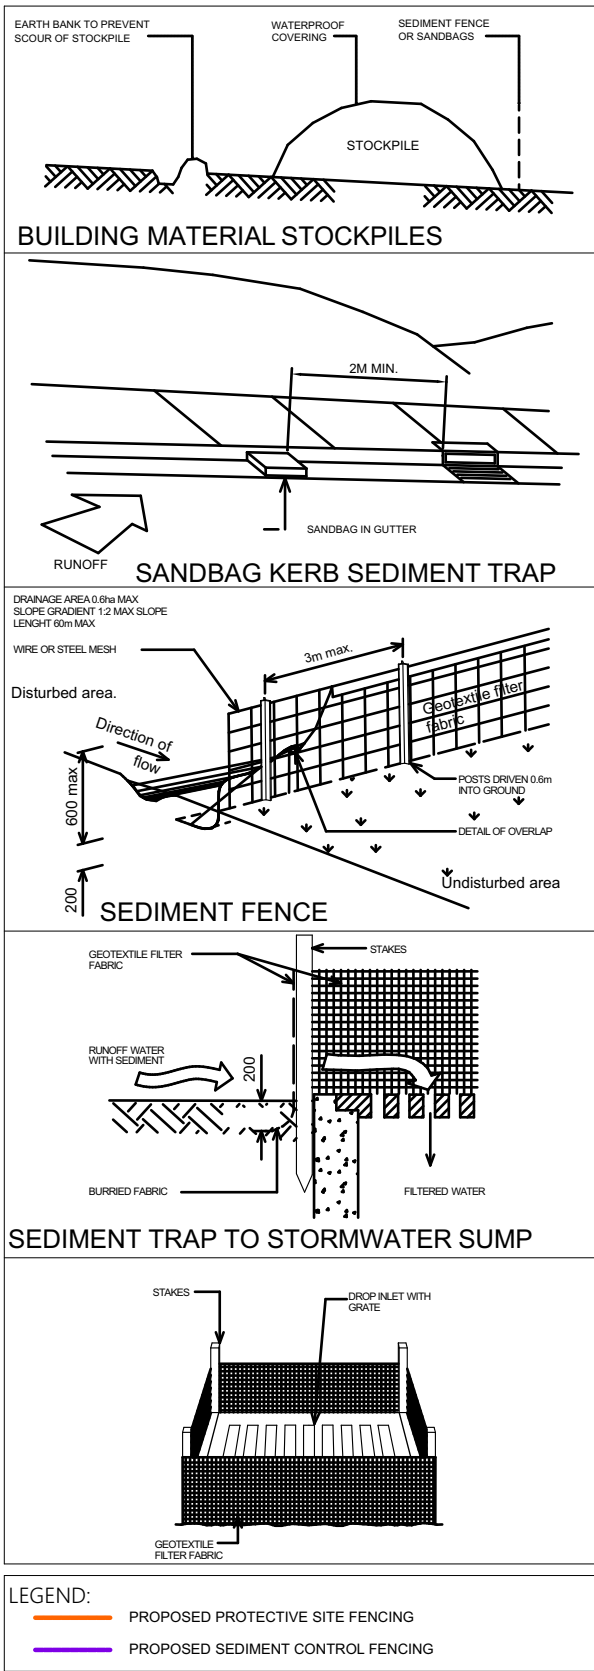 EARTH BANK TO PREVENT
SCOUR OF STOCKPILE
WATERPROOF
COVERING
SEDIMENT FENCE
OR SANDBAGS
STOCKPILE
BUILDING MATERIAL STOCKPILES
2M MIN.
SANDBAG IN GUTTER
RUNOFF
SANDBAG KERB SEDIMENT TRAP
DRAINAGE AREA 0.6ha MAX
SLOPE GRADIENT 1:2 MAX SLOPE
LENGHT 60m MAX
WIRE OR STEEL MESH
3m max.
Disturbed area.
Geotextile filter
fabric
Direction of
flow
600 max
POSTS DRIVEN 0.6m
INTO GROUND
DETAIL OF OVERLAP
200
Undisturbed area
SEDIMENT FENCE
GEOTEXTILE FILTER
FABRIC
STAKES
RUNOFF WATER
WITH SEDIMENT
200
BURRIED FABRIC
FILTERED WATER
SEDIMENT TRAP TO STORMWATER SUMP
STAKES
DROP INLET WITH
GRATE
GEOTEXTILE
FILTER FABRIC
LEGEND:
PROPOSED PROTECTIVE SITE FENCING
PROPOSED SEDIMENT CONTROL FENCING